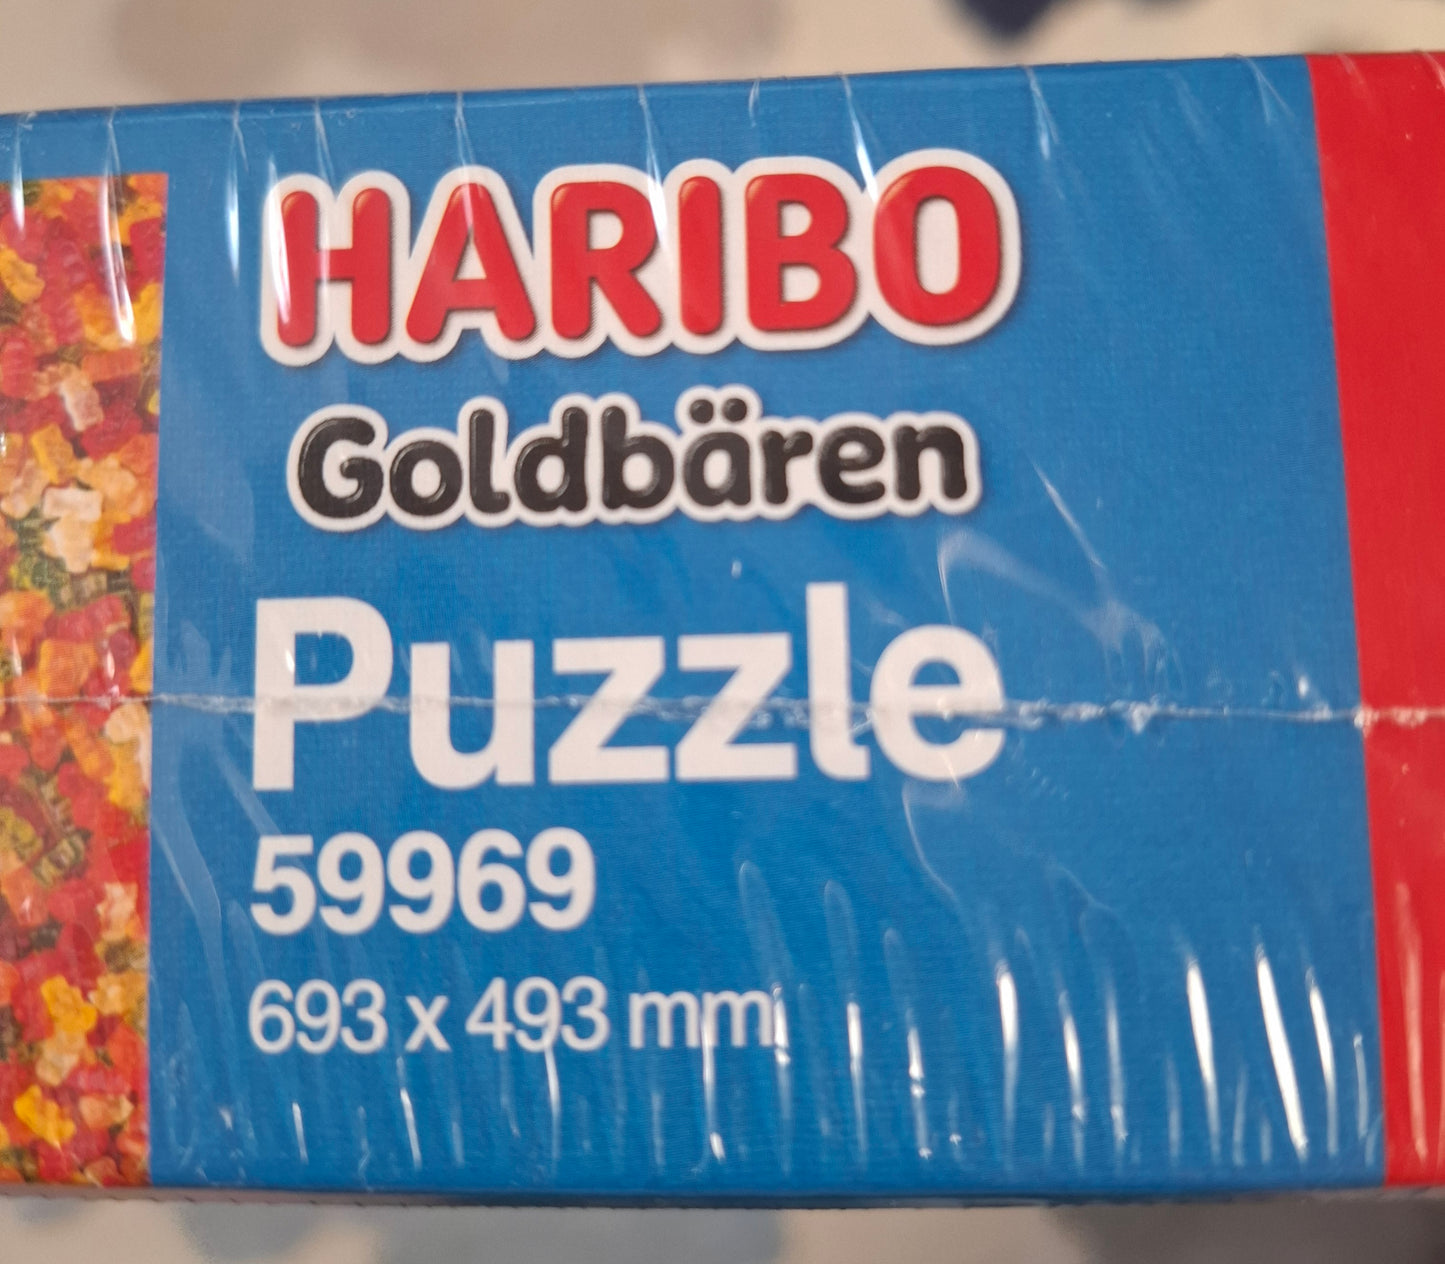 HARIBO
Goldbären
Puzzle
59969
693 x 493 mm